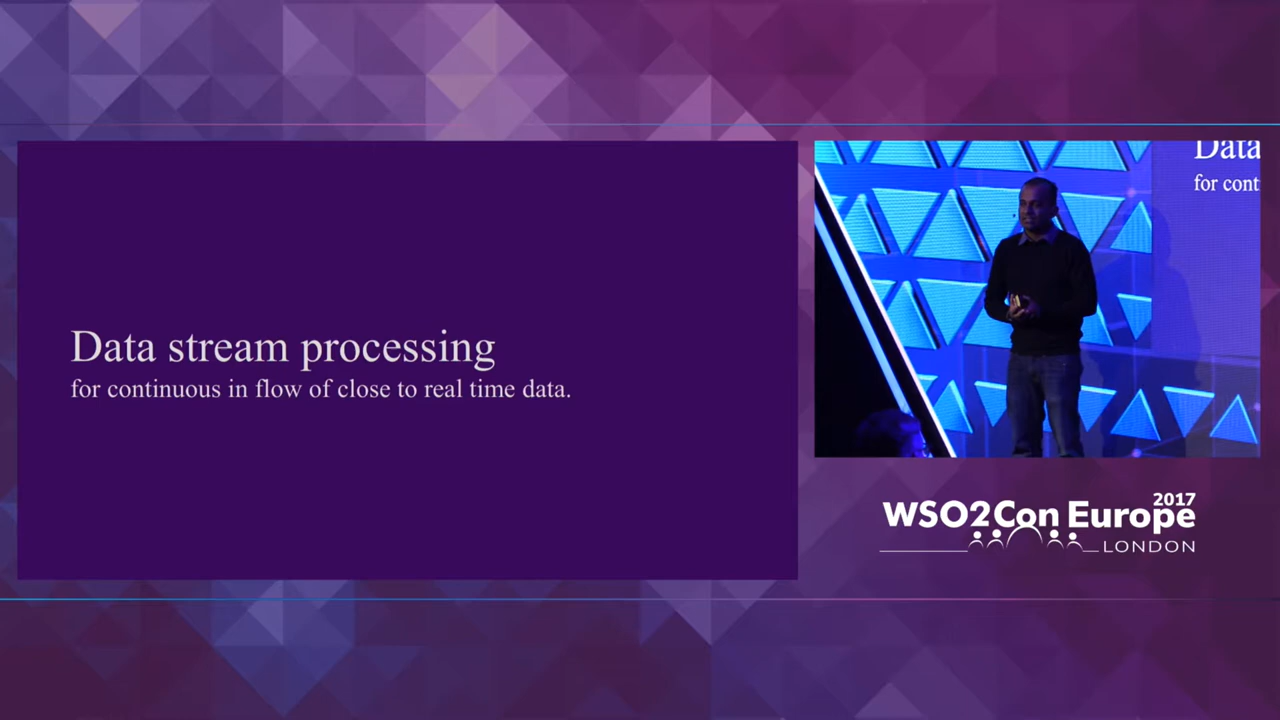 Data stream processing
for continuous in flow of close to real time data.
Data
for cont
2017
WSO2Con Europe
LONDON